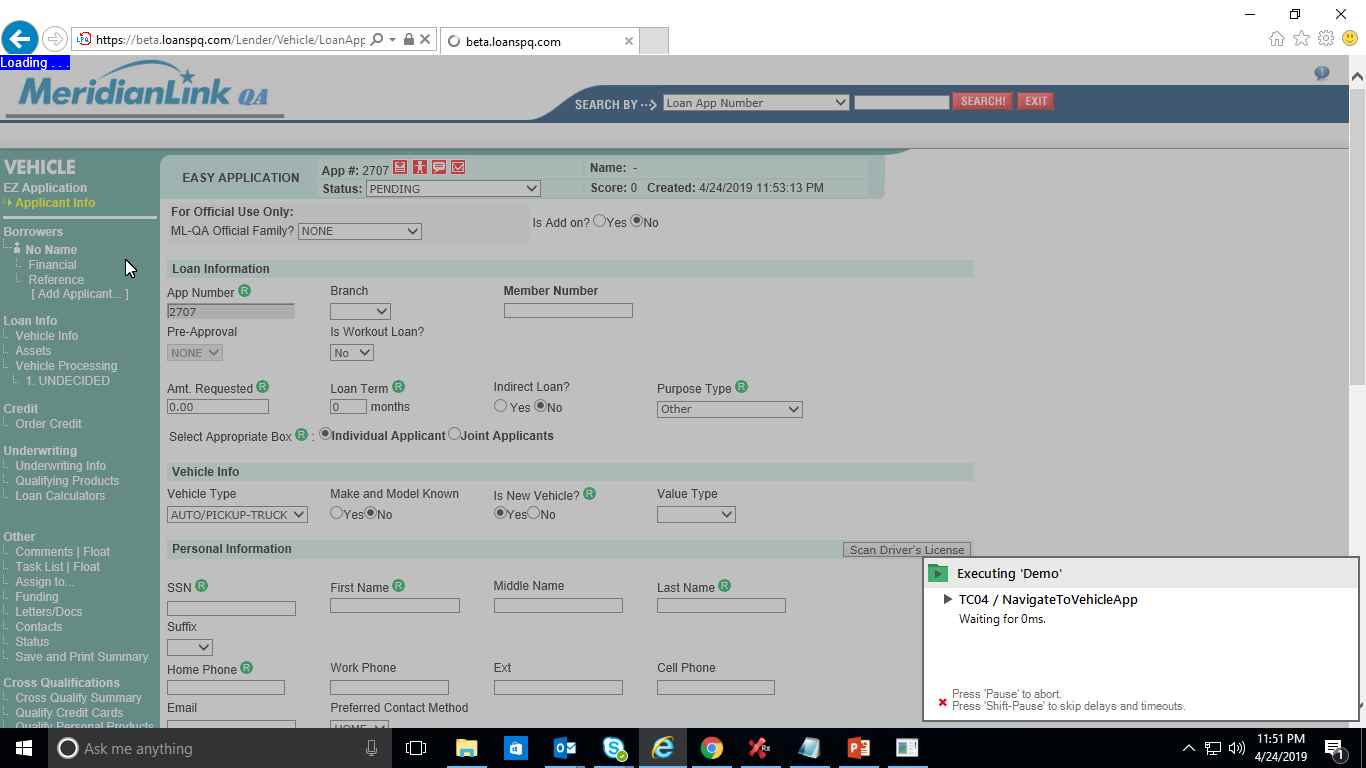 https://beta.loanspq.com/Lender/Vehicle/LoanApp
beta.loanspq.com
Loading . . .
MeridianLink QA
SEARCH BY -->
Loan App Number
SEARCH!
EXIT
VEHICLE
EZ Application
Applicant Info
Borrowers
No Name
Financial
Reference
[ Add Applicant... ]
Loan Info
Vehicle Info
Assets
Vehicle Processing
1. UNDECIDED
Credit
Order Credit
Underwriting
Underwriting Info
Qualifying Products
Loan Calculators
Other
Comments | Float
Task List | Float
Assign to...
Funding
Letters/Docs
Contacts
Status
Save and Print Summary
Cross Qualifications
Cross Qualify Summary
Qualify Credit Cards
Qualify Personal Products
EASY APPLICATION
App #: 2707
Name: -
Status: PENDING
Score: 0 Created: 4/24/2019 11:53:13 PM
For Official Use Only:
ML-QA Official Family? NONE
Is Add on? Yes No
Loan Information
App Number R Branch Member Number
2707
Pre-Approval Is Workout Loan?
NONE No
Amt. Requested R Loan Term R Indirect Loan? Purpose Type R
0.00 0 months Yes No Other
Select Appropriate Box R : Individual Applicant Joint Applicants
Vehicle Info
Vehicle Type Make and Model Known Is New Vehicle? R Value Type
AUTO/PICKUP-TRUCK Yes No Yes No
Personal Information
Scan Driver's License
SSN R First Name R Middle Name Last Name R
Suffix
Home Phone R Work Phone Ext Cell Phone
Email Preferred Contact Method
HOME
Executing 'Demo'
TC04 / NavigateToVehicleApp
Waiting for 0ms.
Press 'Pause' to abort.
Press 'Shift-Pause' to skip delays and timeouts.
Ask me anything
11:51 PM
4/24/2019
1